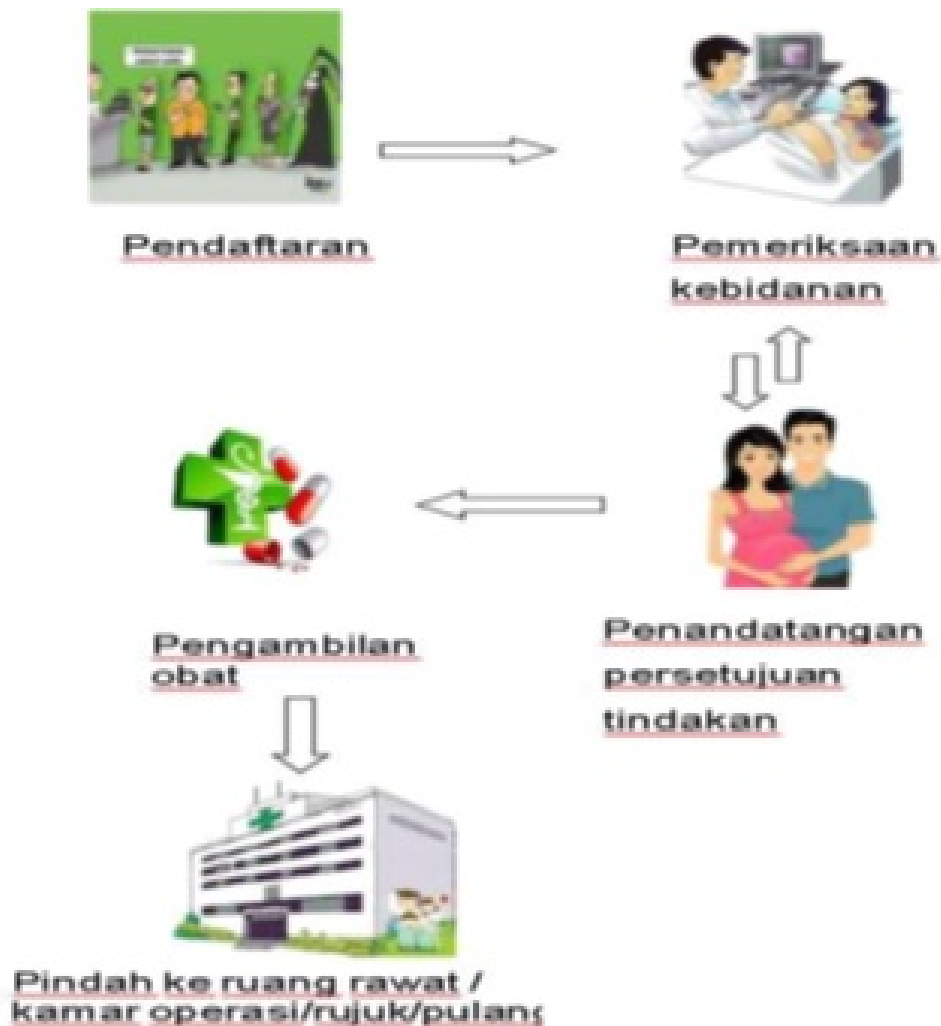 Pendaftaran
Pemeriksaan
kebidanan
Penandatangan
persetujuan
tindakan
Pengambilan
obat
Pindah ke ruang rawat /
kamar operasi/rujuk/pulang